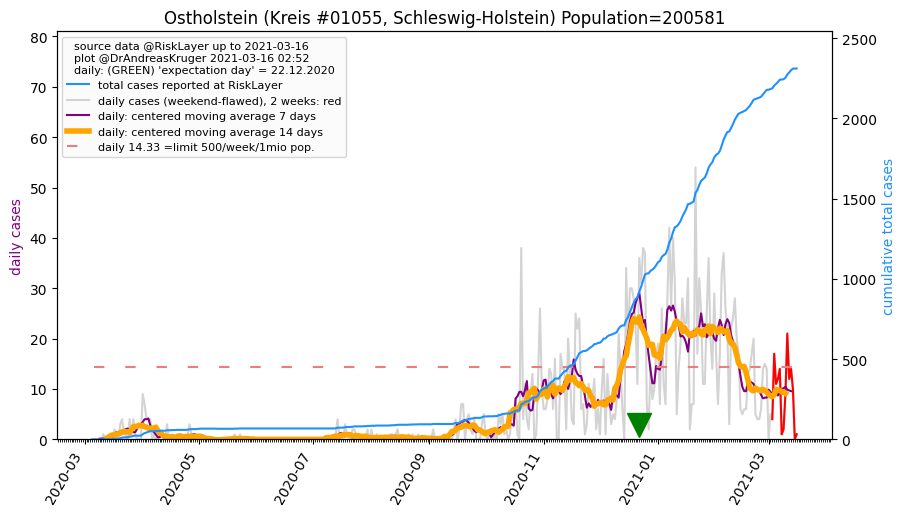 Ostholstein (Kreis #01055, Schleswig-Holstein) Population=200581
source data @RiskLayer up to 2021-03-16
plot @DrAndreasKruger 2021-03-16 02:52
daily: (GREEN) 'expectation day' = 22.12.2020
total cases reported at RiskLayer
daily cases (weekend-flawed), 2 weeks: red
daily: centered moving average 7 days
daily: centered moving average 14 days
daily 14.33 =limit 500/week/1mio pop.
daily cases
80
70
60
50
40
30
20
10
0
2500
2000
1500
1000
500
0
cumulative total cases
2020-03
2020-05
2020-07
2020-09
2020-11
2021-01
2021-03